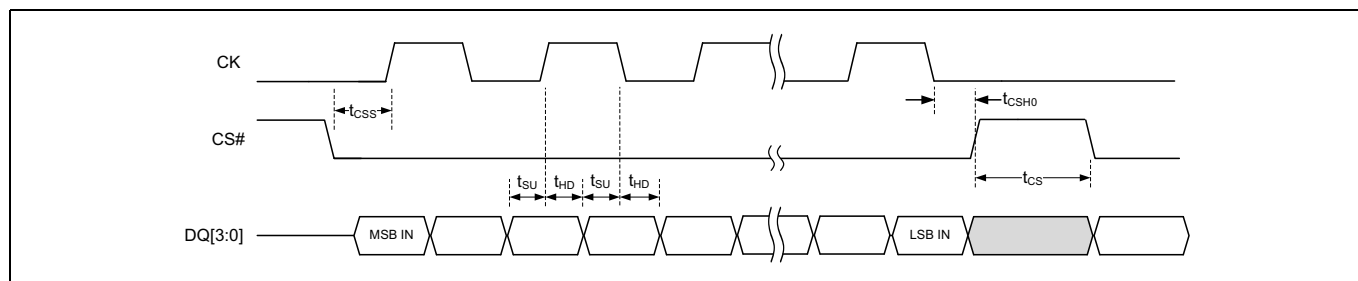 CK
tCSS
tCSH0
CS#
tCS
tSU tHD tSU tHD
DQ[3:0]
MSB IN
LSB IN